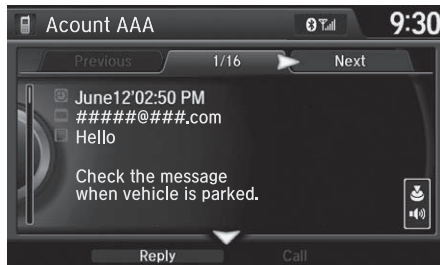 Acount AAA
9:30
Previous
1/16
Next
June12'02:50 PM
#####@###.com
Hello
Check the message
when vehicle is parked.
Reply
Call